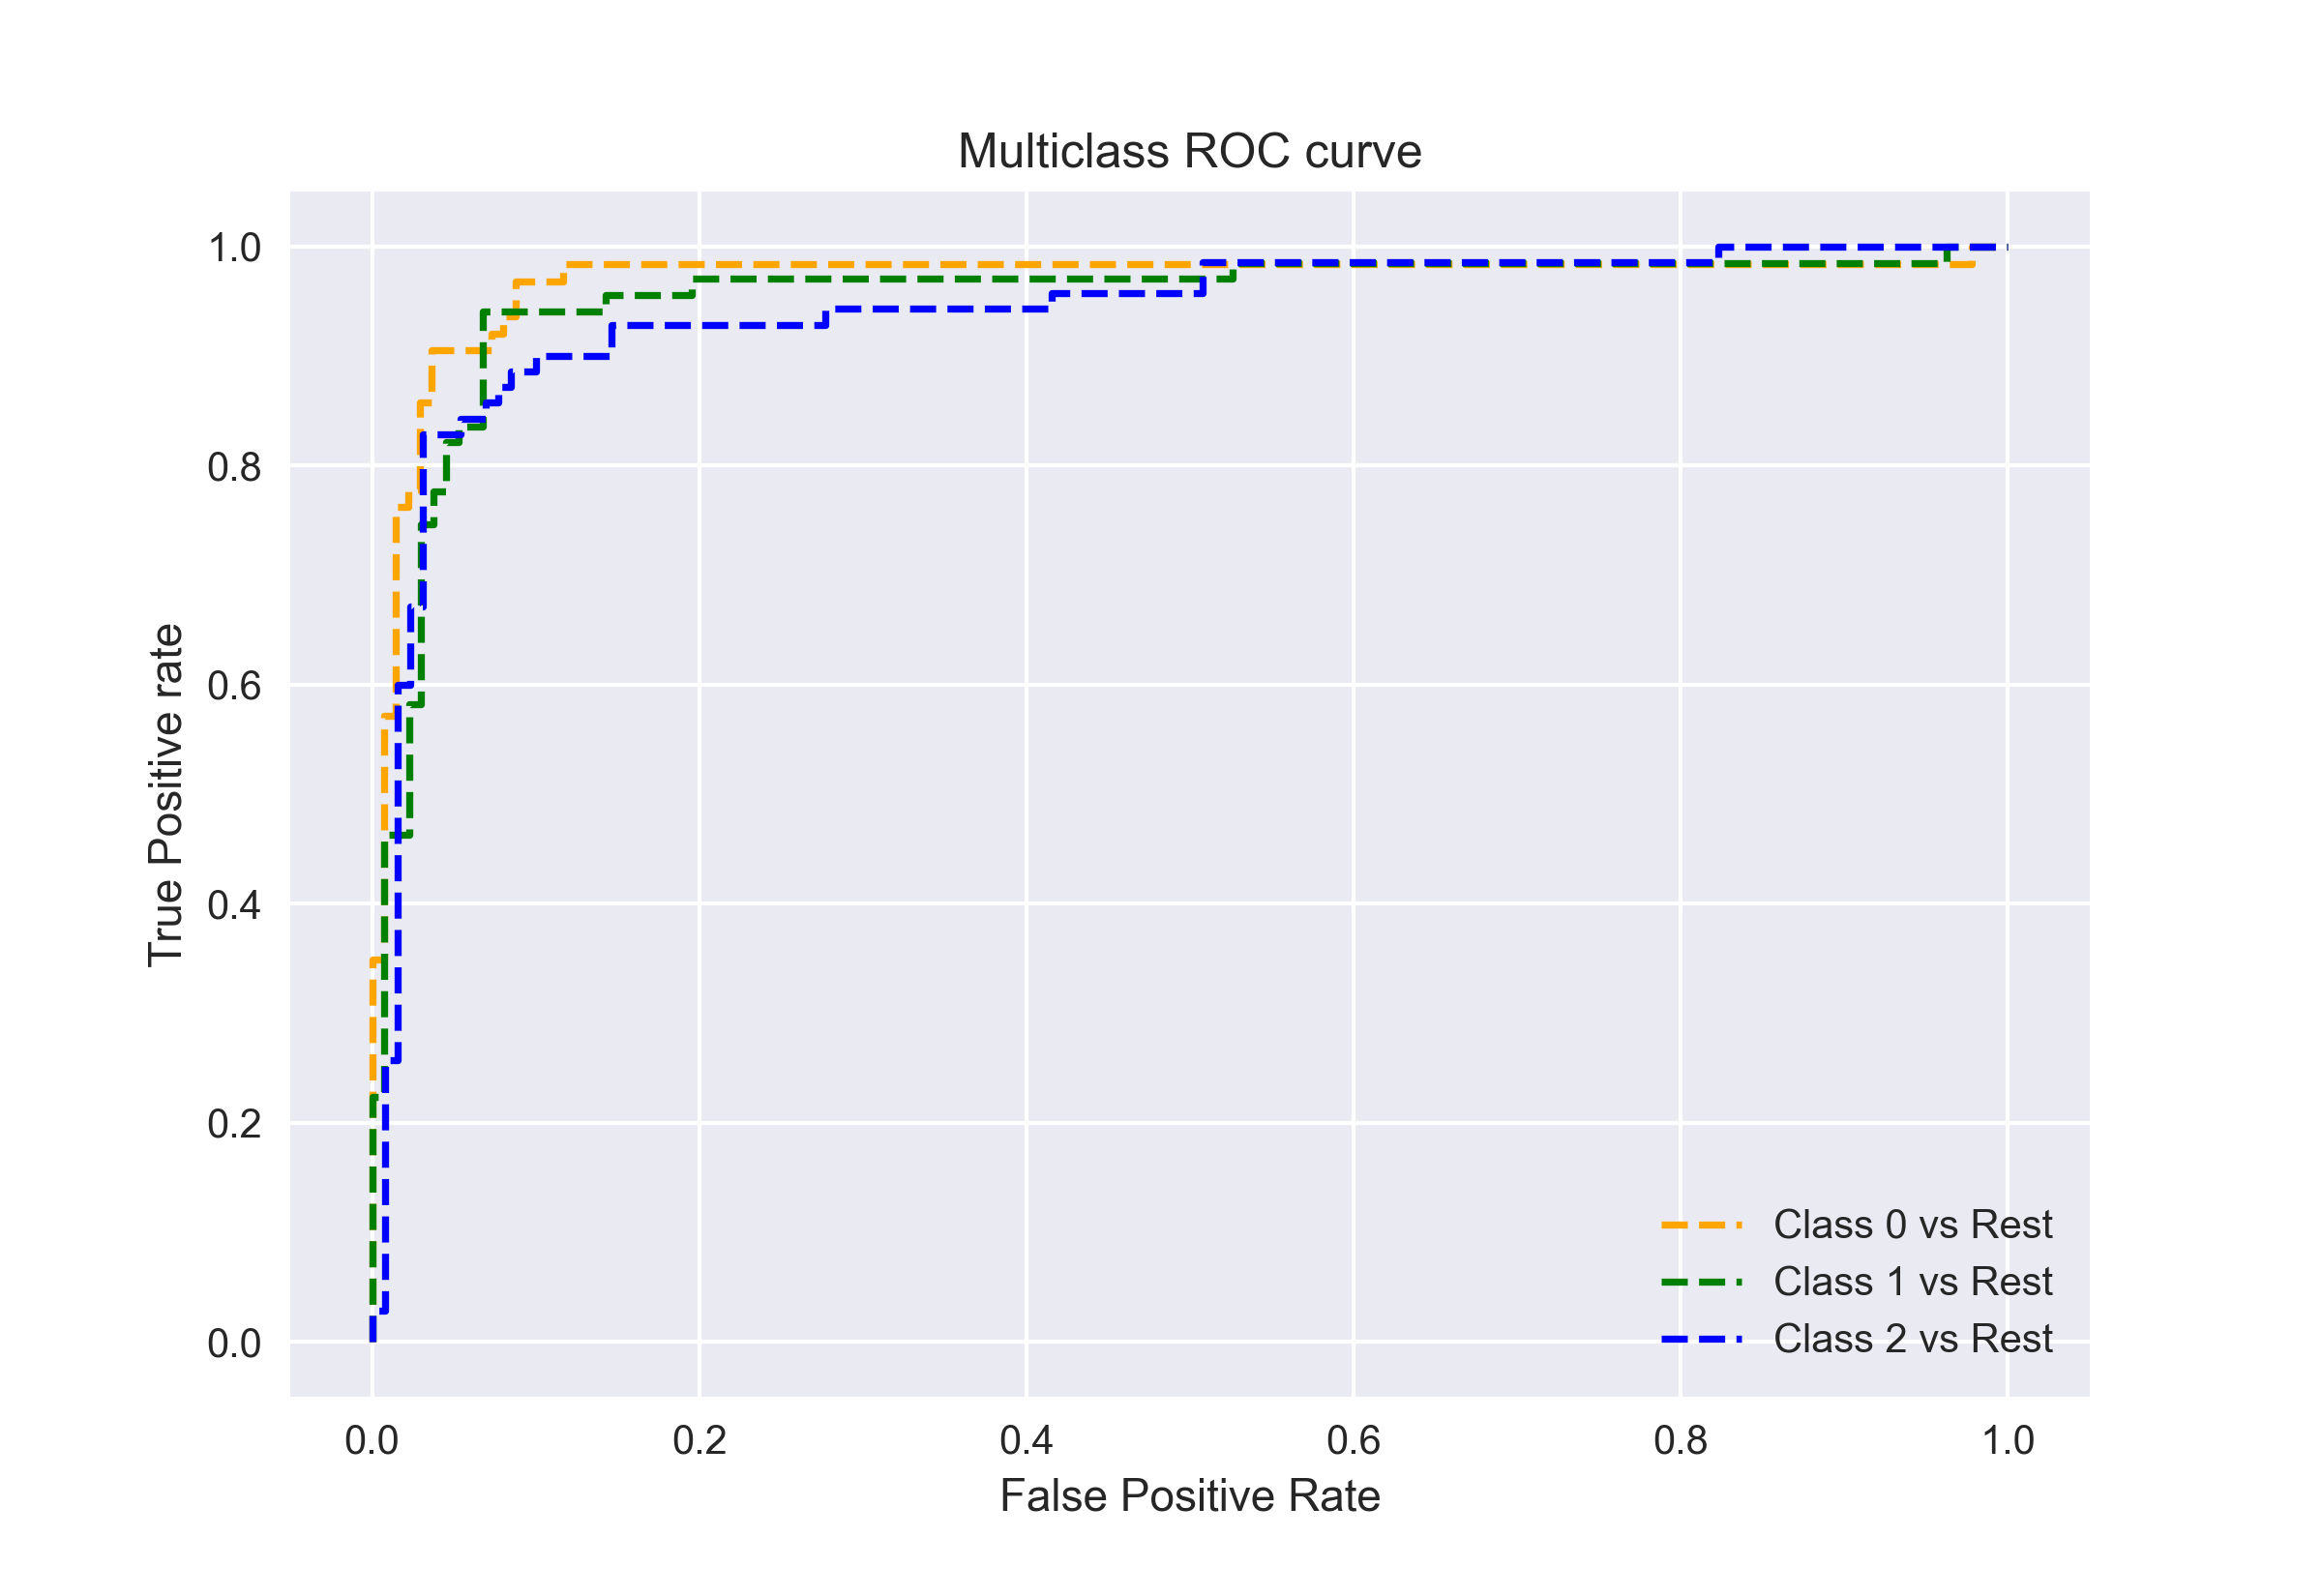 Multiclass ROC curve
1.0
0.8
0.6
0.4
0.2
0.0
True Positive rate
Class 0 vs Rest
Class 1 vs Rest
Class 2 vs Rest
0.0 0.2 0.4 0.6 0.8 1.0
False Positive Rate